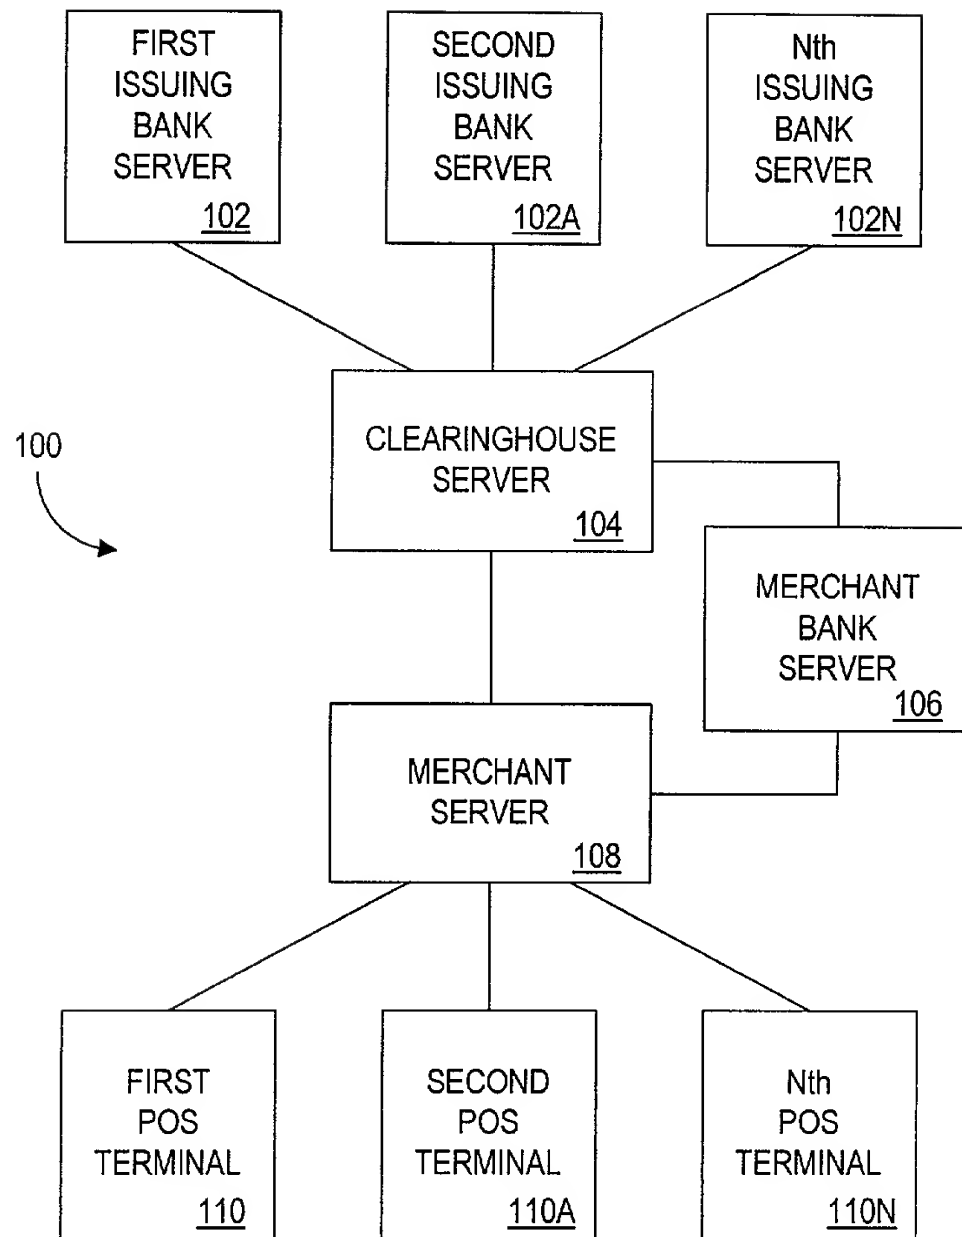 FIRST
ISSUING
BANK
SERVER
102
SECOND
ISSUING
BANK
SERVER
102A
Nth
ISSUING
BANK
SERVER
102N
100
CLEARINGHOUSE
SERVER
104
MERCHANT
BANK
SERVER
106
MERCHANT
SERVER
108
FIRST
POS
TERMINAL
110
SECOND
POS
TERMINAL
110A
Nth
POS
TERMINAL
110N